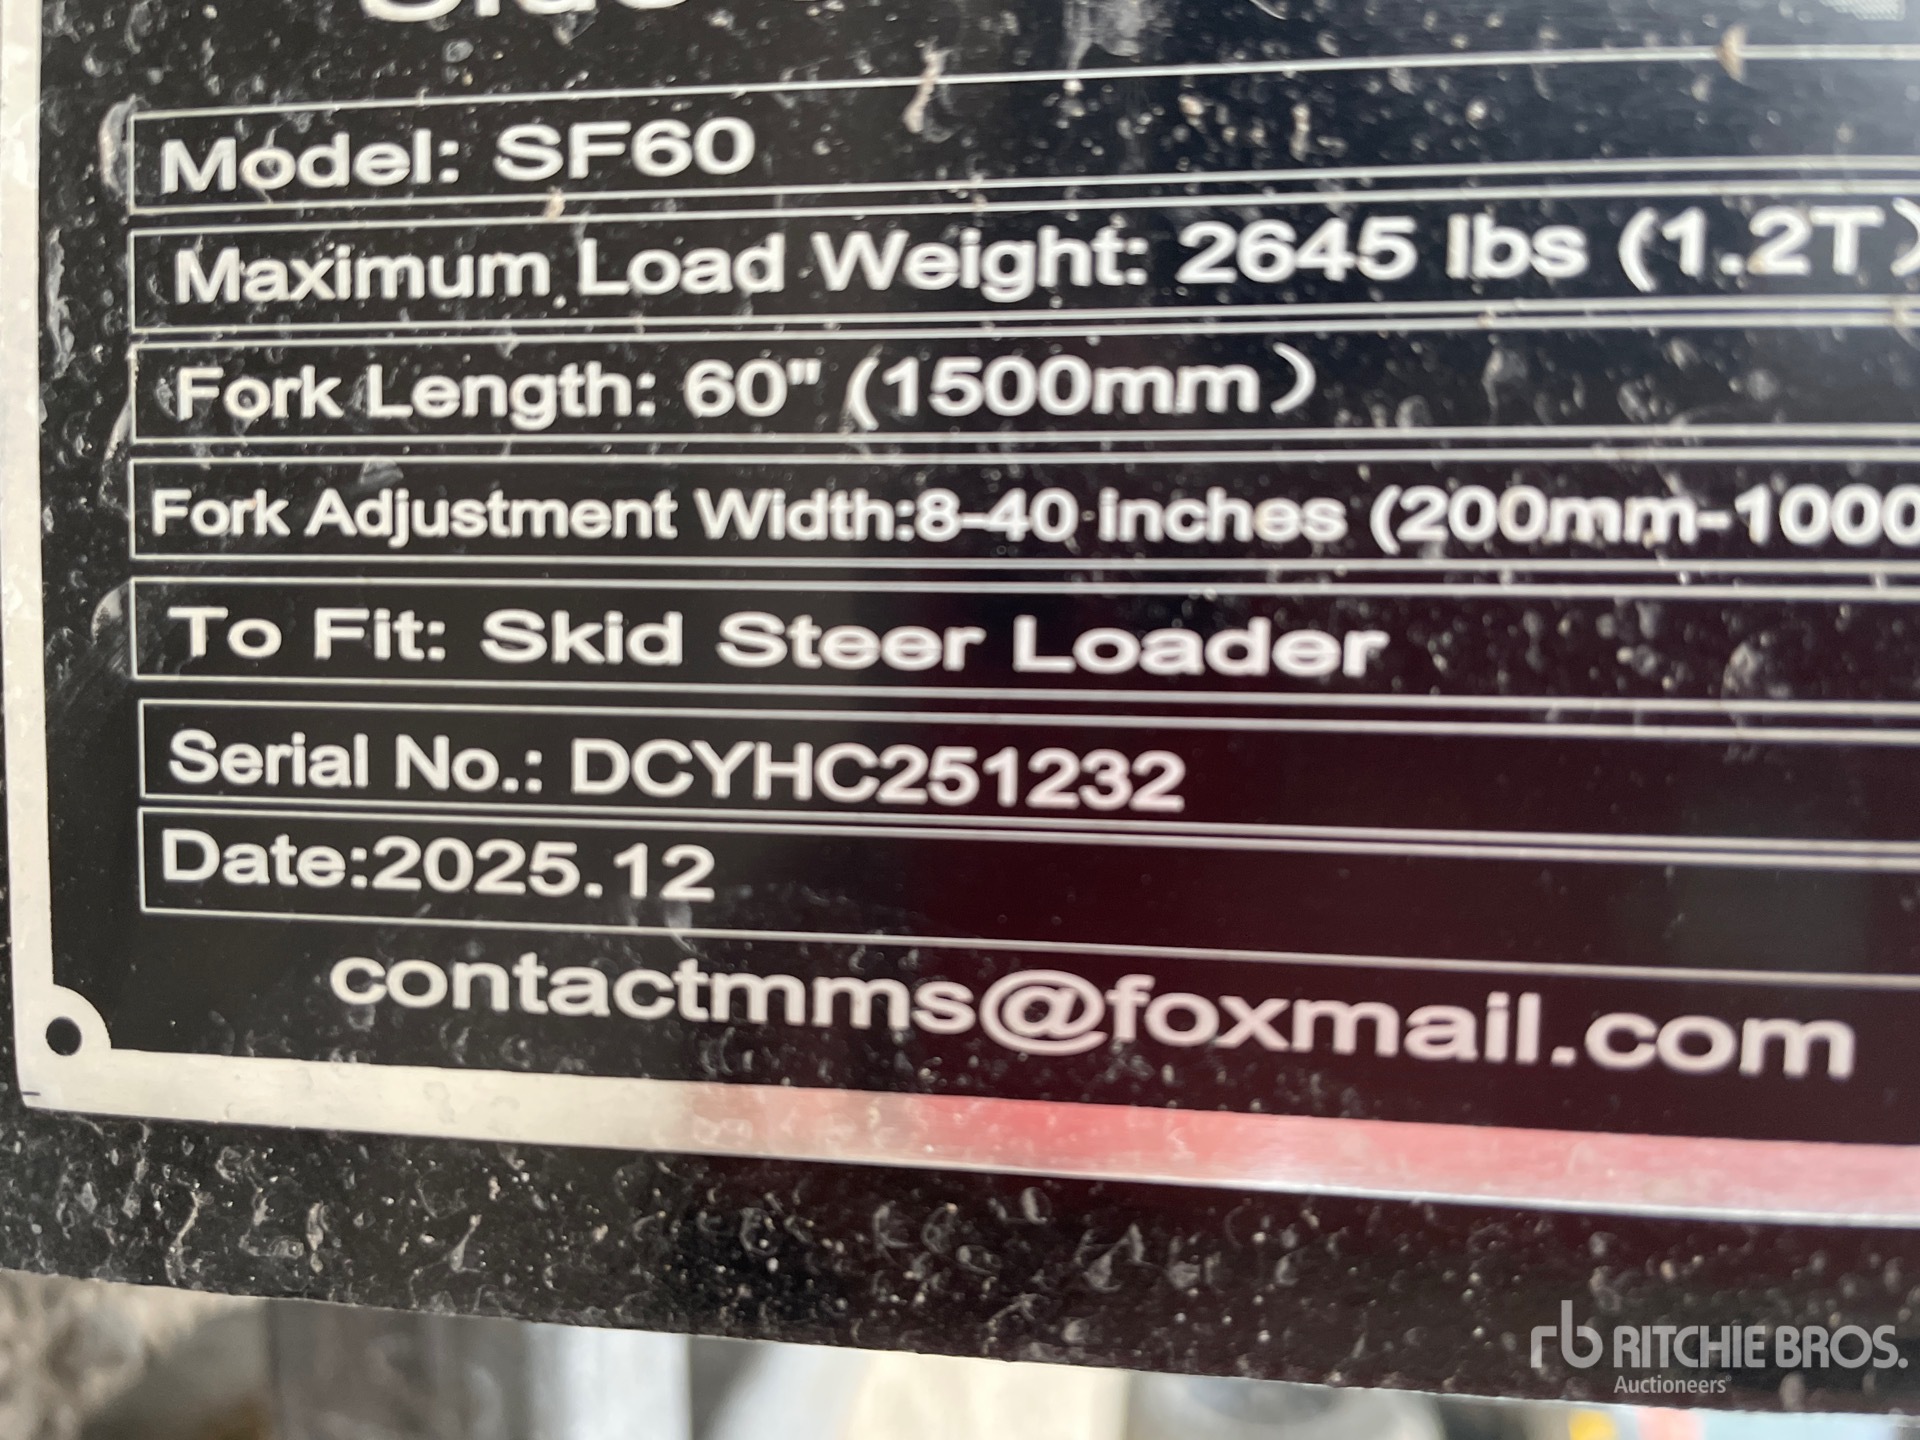 Model: SF60
Maximum Load Weight: 2645 lbs (1.2T)
Fork Length: 60" (1500mm)
Fork Adjustment Width:8-40 inches (200mm-1000
To Fit: Skid Steer Loader
Serial No.: DCYHC251232
Date:2025.12
contactmms@foxmail.com
rb RITCHIE BROS.
Auctioneers